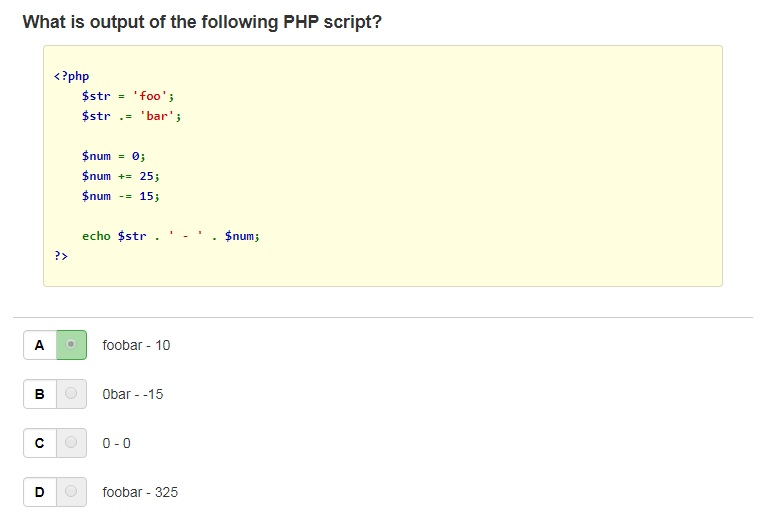 What is output of the following PHP script?
<?php
$str = 'foo';
$str .= 'bar';
$num = 0;
$num += 25;
$num -= 15;
echo $str . ' - ' . $num;
?>
A foobar - 10
B 0bar - -15
C 0 - 0
D foobar - 325